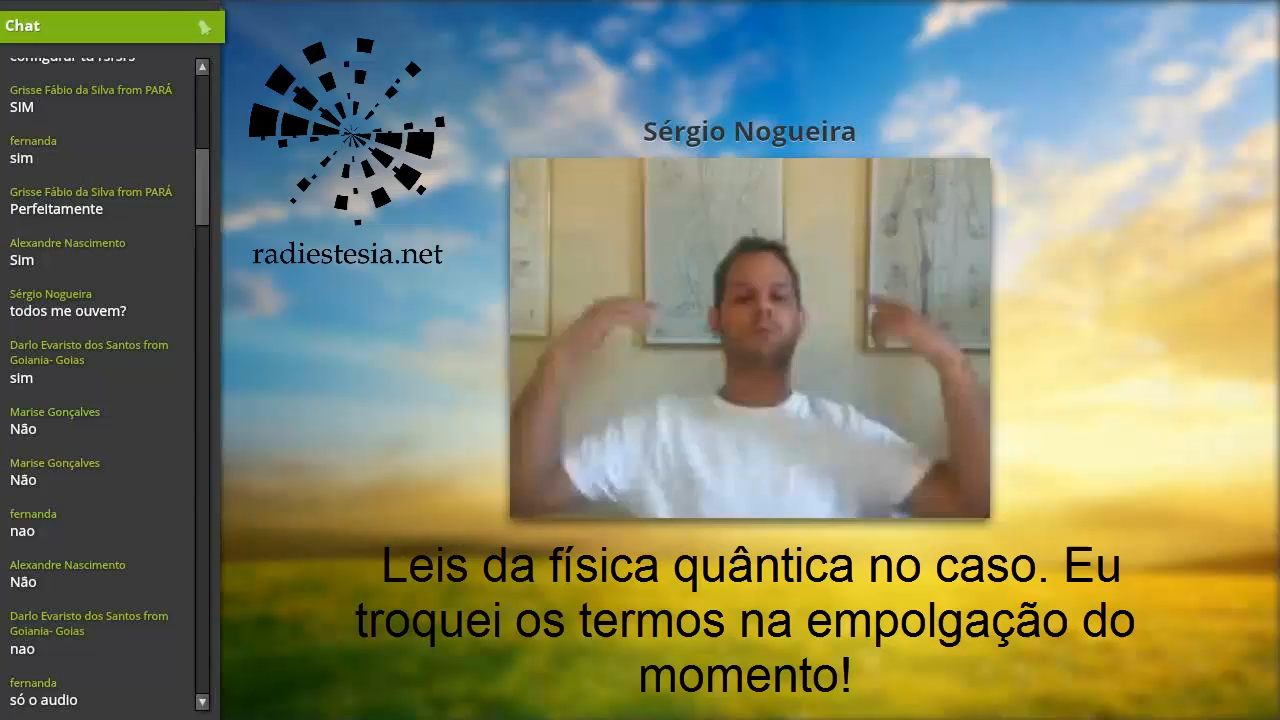 Chat
configurar td rsrsrs
Grisse Fábio da Silva from PARÁ
SIM
fernanda
sim
Grisse Fábio da Silva from PARÁ
Perfeitamente
Alexandre Nascimento
Sim
Sérgio Nogueira
todos me ouvem?
Darlo Evaristo dos Santos from
Goiania- Goias
sim
Marise Gonçalves
Não
Marise Gonçalves
Não
fernanda
nao
Alexandre Nascimento
Não
Darlo Evaristo dos Santos from
Goiania- Goias
nao
fernanda
só o audio
radiestesia.net
Sérgio Nogueira
Leis da física quântica no caso. Eu
troquei os termos na empolgação do
momento!